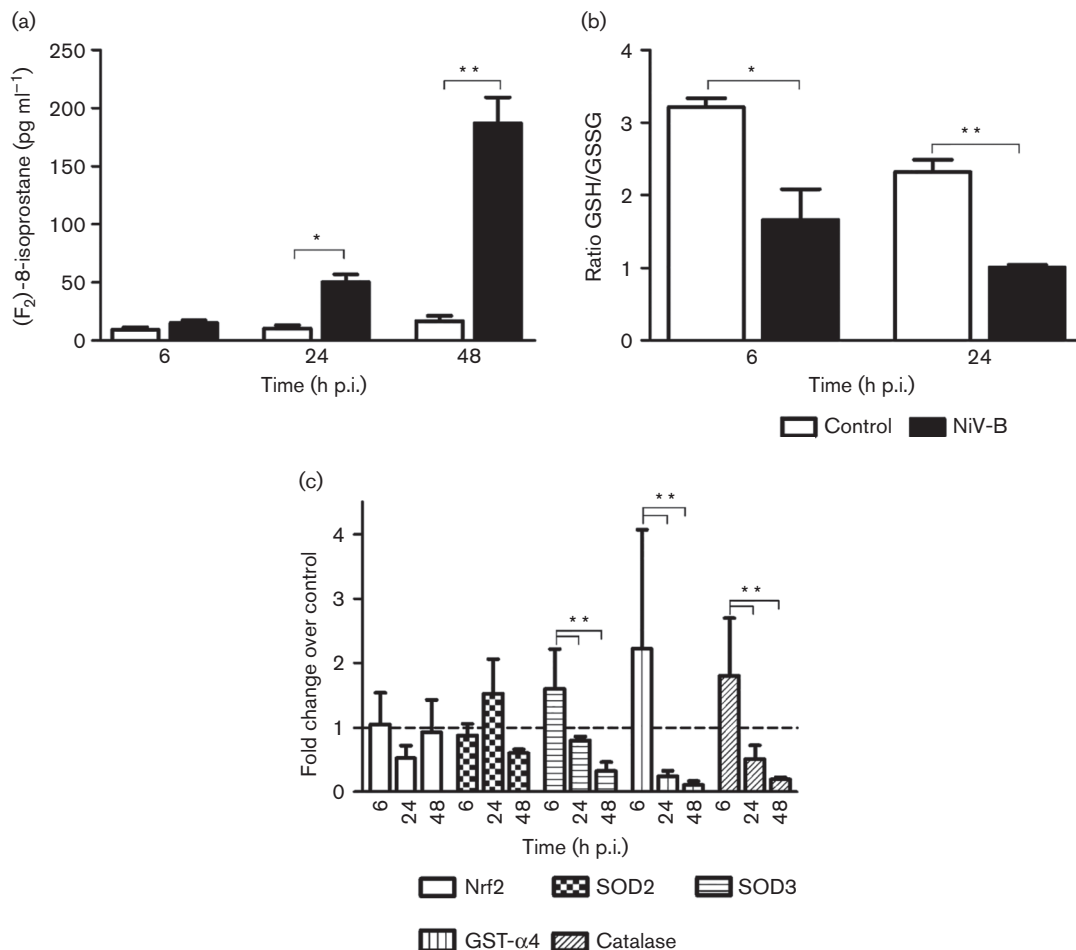 (a)
250
200
150
100
50
0
(F₂)-8-isoprostane (pg ml⁻¹)
*
* *
6 24 48
Time (h p.i.)
(b)
4
3
2
1
0
Ratio GSH/GSSG
*
* *
6 24
Time (h p.i.)
Control NiV-B
(c)
4
3
2
1
0
Fold change over control
* *
* *
* *
6 24 48 6 24 48 6 24 48 6 24 48 6 24 48
Time (h p.i.)
Nrf2 SOD2 SOD3
GST-α4 Catalase